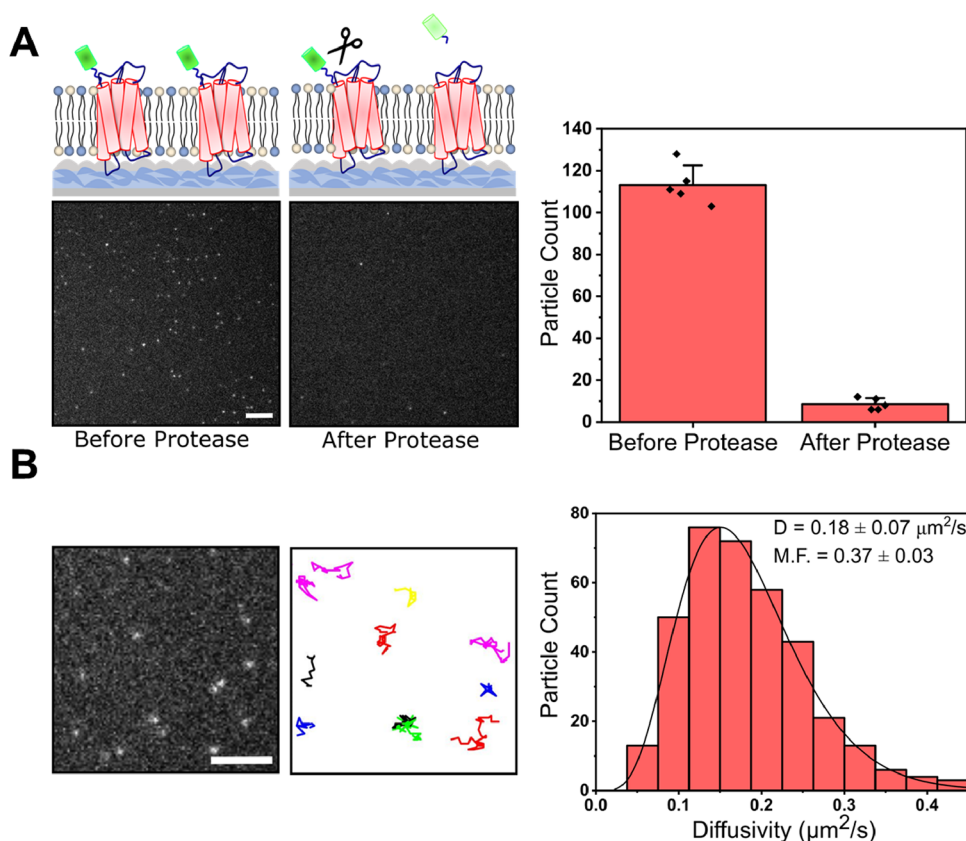 A
Before Protease
After Protease
Particle Count
140
120
100
80
60
40
20
0
Before Protease
After Protease
B
Particle Count
80
60
40
20
0
D = 0.18 ± 0.07 μm²/s
M.F. = 0.37 ± 0.03
0.0 0.1 0.2 0.3 0.4
Diffusivity (μm²/s)